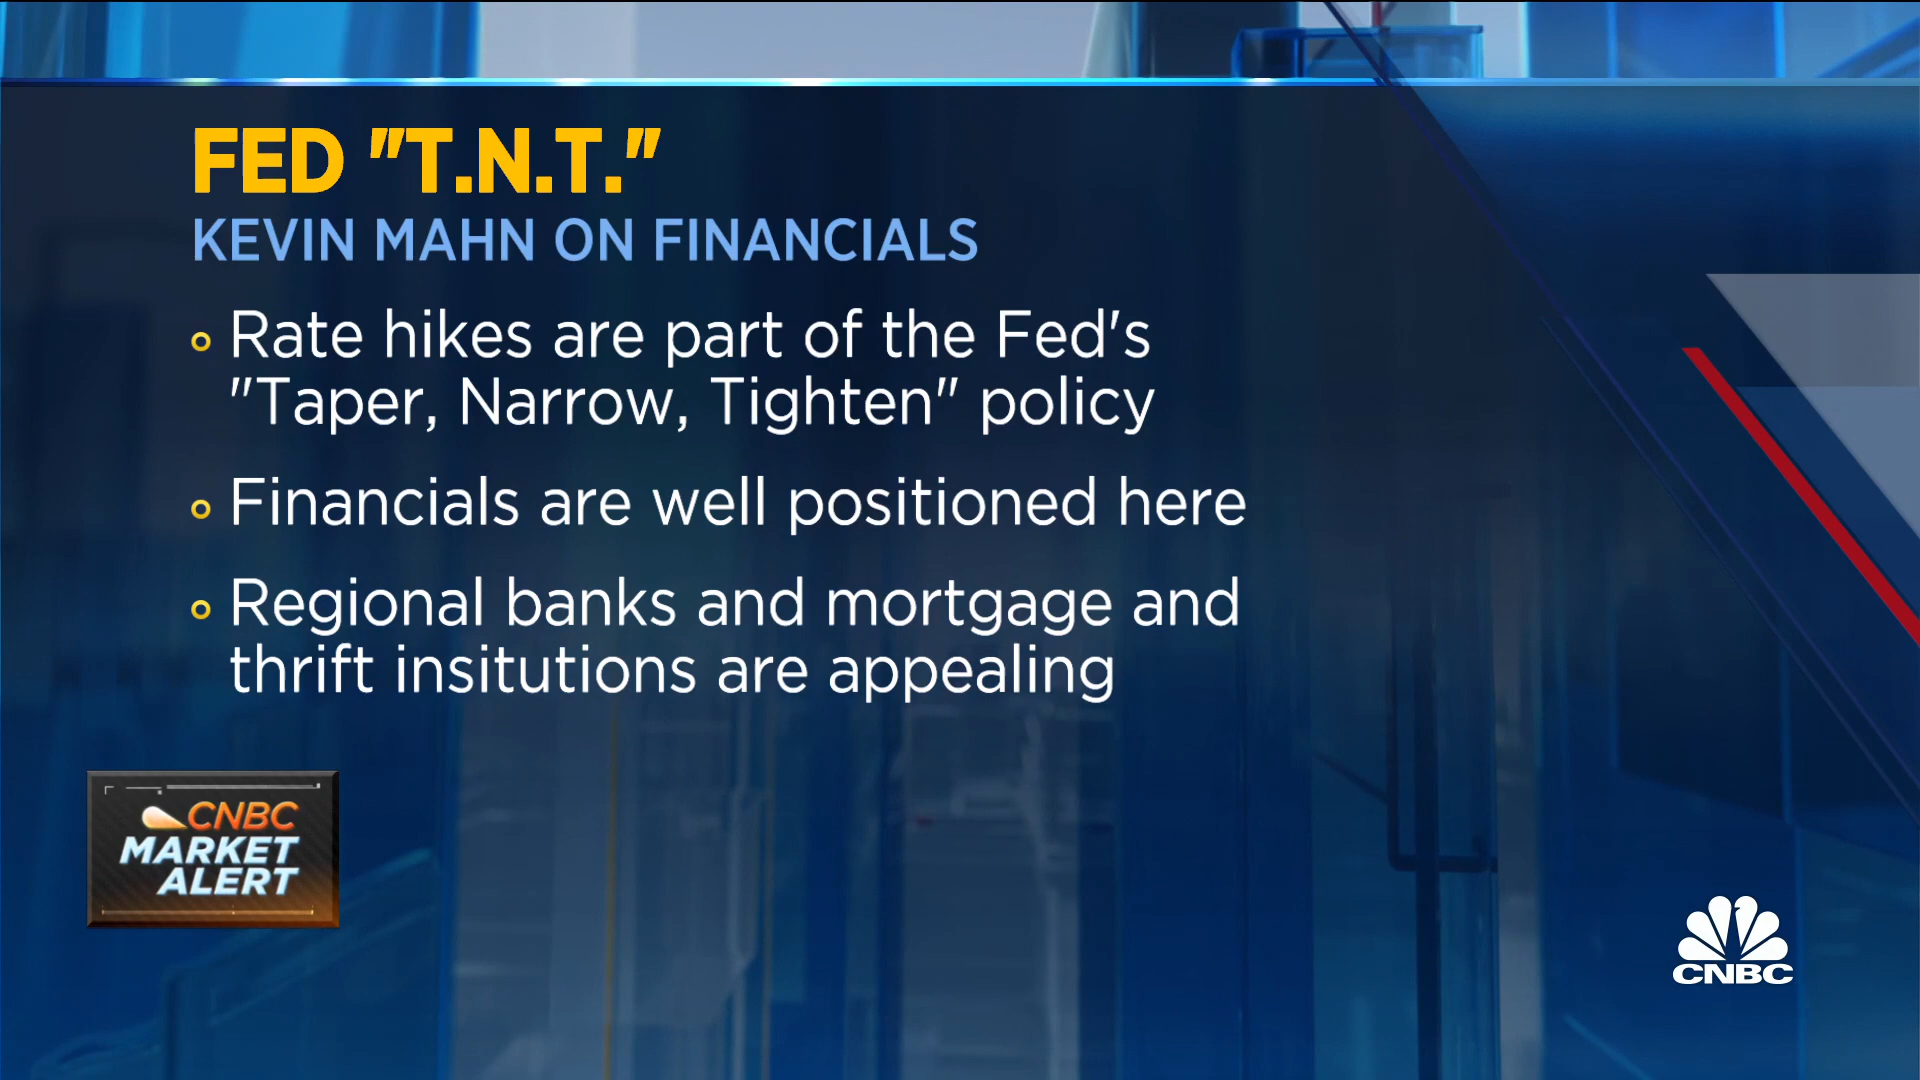 FED "T.N.T."
KEVIN MAHN ON FINANCIALS
Rate hikes are part of the Fed's
"Taper, Narrow, Tighten" policy
Financials are well positioned here
Regional banks and mortgage and
thrift insitutions are appealing
CNBC
MARKET
ALERT
CNBC